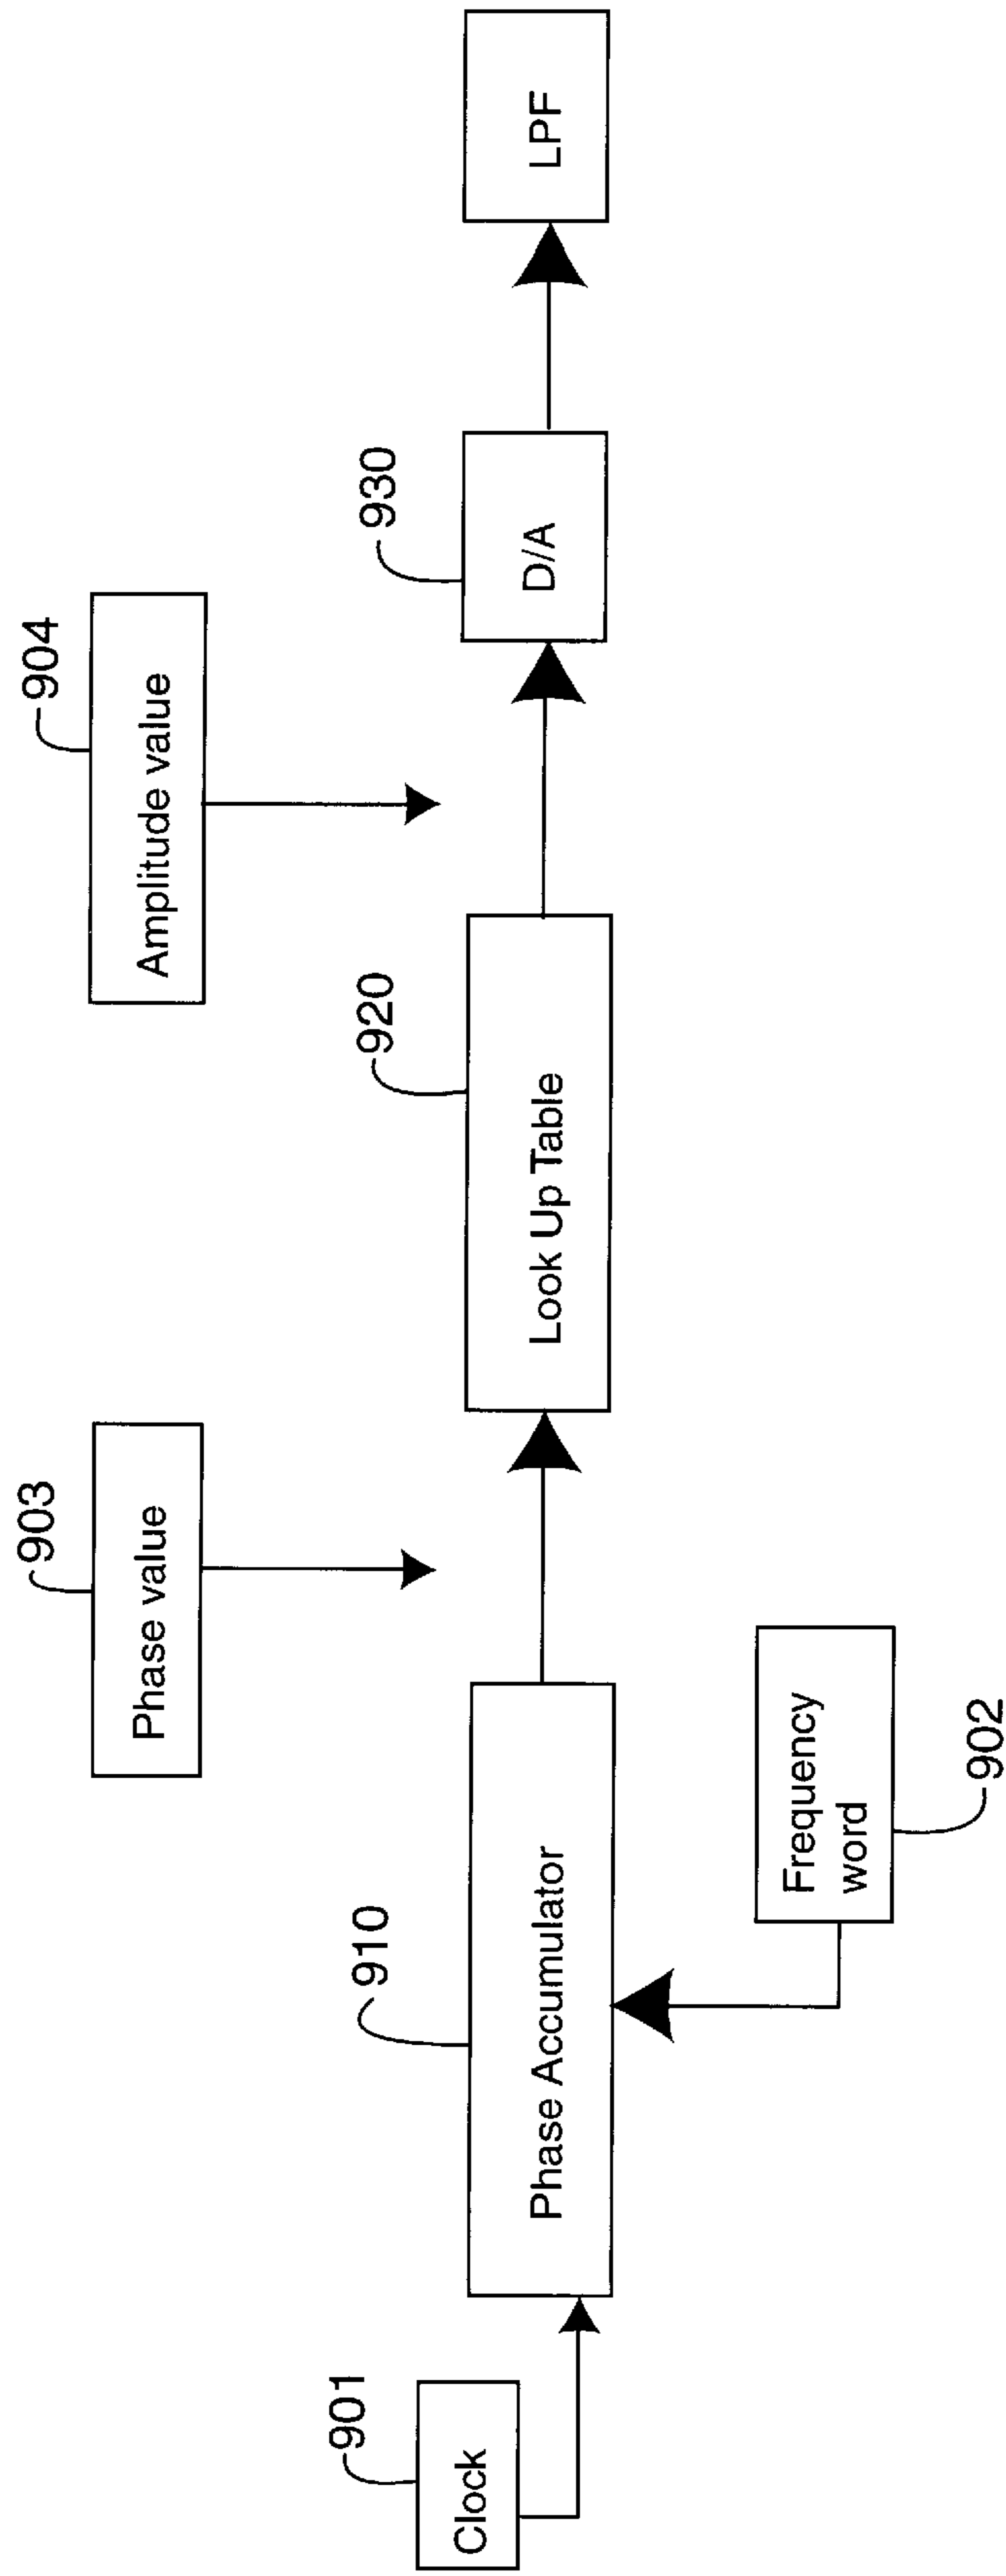 903
904
Phase value
Amplitude value
901
910
920
930
Clock
Phase Accumulator
Look Up Table
D/A
LPF
Frequency
word
902